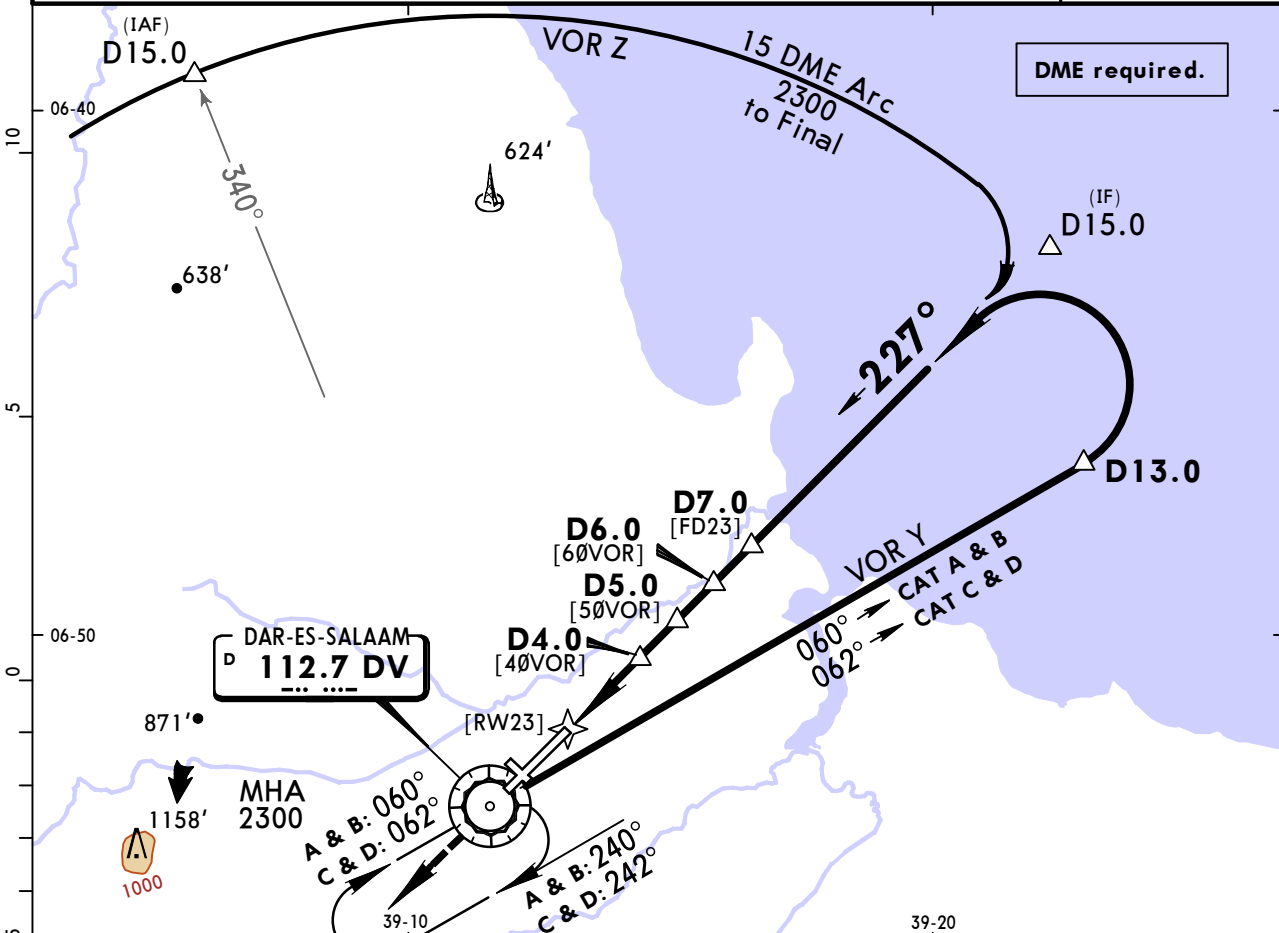 (IAF)
D15.0
VOR Z
15 DME Arc
2300
to Final
DME required.
06-40
10
340°
624'
638'
(IF)
D15.0
227°
5
D13.0
D7.0
[FD23]
D6.0
[6ØVOR]
D5.0
[5ØVOR]
D4.0
[4ØVOR]
VOR Y
060° CAT A & B
062° CAT C & D
06-50
0
DAR-ES-SALAAM
D 112.7 DV
[RW23]
871'
MHA
2300
1158'
1000
A & B: 060°
C & D: 062°
A & B: 240°
C & D: 242°
39-10
39-20